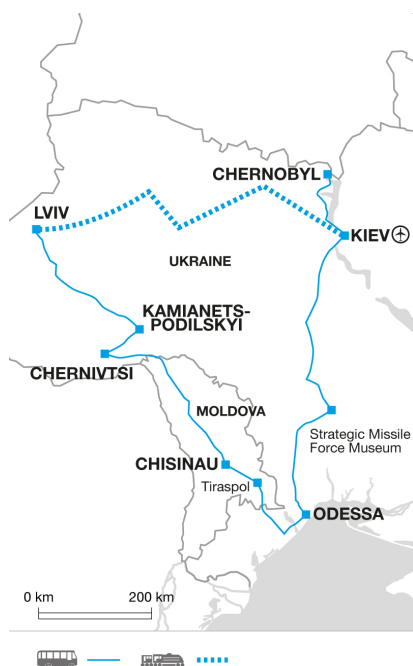 CHERNOBYL
LVIV
KIEV
UKRAINE
KAMIANETS-
PODILSKYI
CHERNIVTSI
MOLDOVA
Strategic Missile
Force Museum
CHISINAU
Tiraspol
ODESSA
0 km 200 km